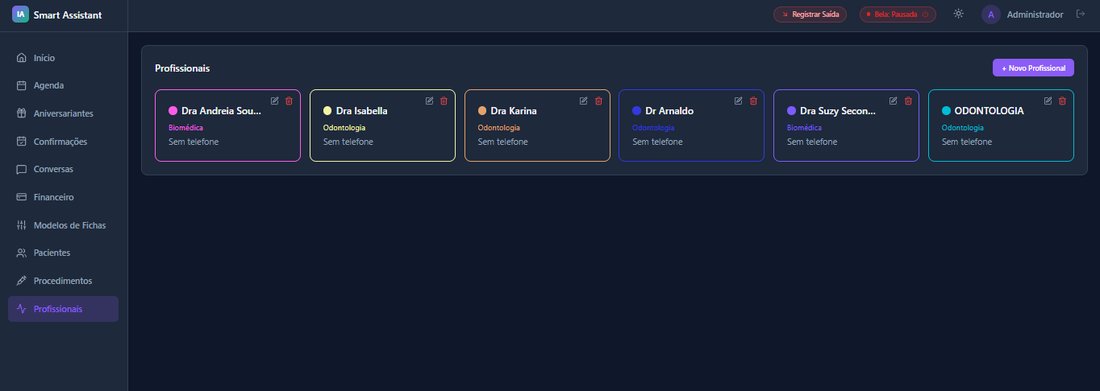 IA Smart Assistant
Registrar Saída
Bela: Pausada
A Administrador
Início
Agenda
Aniversariantes
Confirmações
Conversas
Financeiro
Modelos de Fichas
Pacientes
Procedimentos
Profissionais
Profissionais
+ Novo Profissional
Dra Andreia Sou...
Biomédica
Sem telefone
Dra Isabella
Odontologia
Sem telefone
Dra Karina
Odontologia
Sem telefone
Dr Arnaldo
Odontologia
Sem telefone
Dra Suzy Secon...
Biomédica
Sem telefone
ODONTOLOGIA
Odontologia
Sem telefone